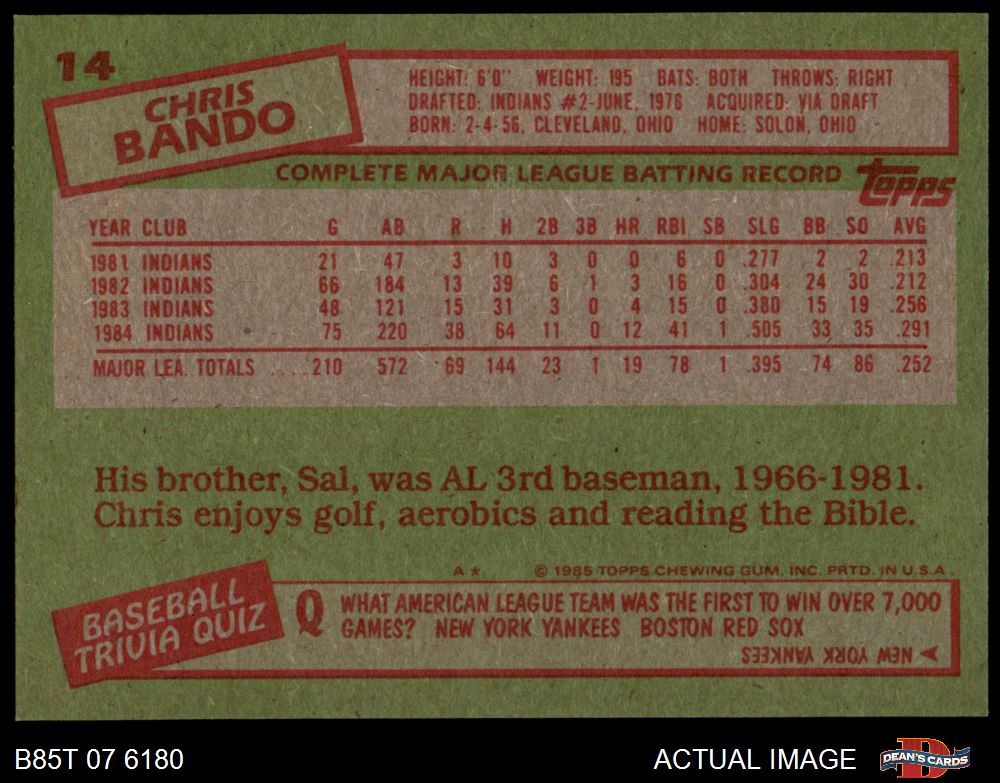 14
CHRIS
BANDO
HEIGHT: 6'0" WEIGHT: 195 BATS: BOTH THROWS: RIGHT
DRAFTED: INDIANS #2-JUNE, 1976 ACQUIRED: VIA DRAFT
BORN: 2-4-56, CLEVELAND, OHIO HOME: SOLON, OHIO
COMPLETE MAJOR LEAGUE BATTING RECORD topps
YEAR CLUB G AB R H 2B 3B HR RBI SB SLG BB SO AVG
1981 INDIANS 21 47 3 10 3 0 0 6 0 .277 2 2 .213
1982 INDIANS 66 184 13 39 6 1 3 16 0 .304 24 30 .212
1983 INDIANS 48 121 15 31 3 0 4 15 0 .380 15 19 .256
1984 INDIANS 75 220 38 64 11 0 12 41 1 .505 33 35 .291
MAJOR LEA. TOTALS .....210 572 69 144 23 1 19 78 1 .395 74 86 .252
His brother, Sal, was AL 3rd baseman, 1966-1981.
Chris enjoys golf, aerobics and reading the Bible.
A* © 1985 TOPPS CHEWING GUM, INC. PRTD. IN U.S.A.
BASEBALL
TRIVIA QUIZ
Q WHAT AMERICAN LEAGUE TEAM WAS THE FIRST TO WIN OVER 7,000
GAMES? NEW YORK YANKEES BOSTON RED SOX
NEW YORK YANKEES
B85T 07 6180 ACTUAL IMAGE DEAN'S CARDS